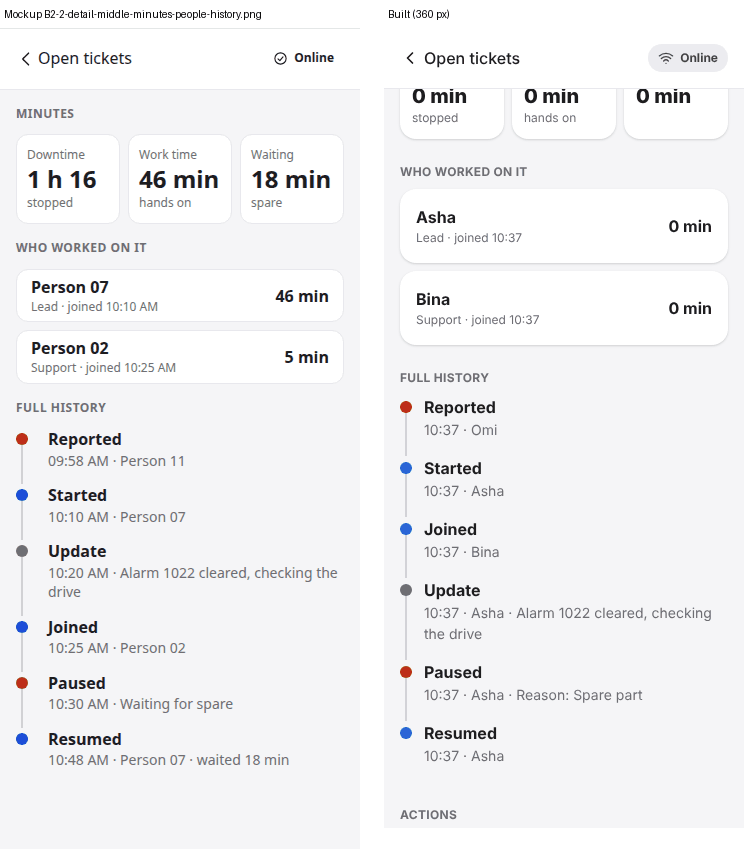 Mockup B2-2-detail-middle-minutes-people-history.png
Open tickets
Online
MINUTES
Downtime
1 h 16
stopped
Work time
46 min
hands on
Waiting
18 min
spare
WHO WORKED ON IT
Person 07
Lead · joined 10:10 AM
46 min
Person 02
Support · joined 10:25 AM
5 min
FULL HISTORY
Reported
09:58 AM · Person 11
Started
10:10 AM · Person 07
Update
10:20 AM · Alarm 1022 cleared, checking the
drive
Joined
10:25 AM · Person 02
Paused
10:30 AM · Waiting for spare
Resumed
10:48 AM · Person 07 · waited 18 min
Built (360 px)
Open tickets
Online
0 min
stopped
0 min
hands on
0 min
WHO WORKED ON IT
Asha
Lead · joined 10:37
0 min
Bina
Support · joined 10:37
0 min
FULL HISTORY
Reported
10:37 · Omi
Started
10:37 · Asha
Joined
10:37 · Bina
Update
10:37 · Asha · Alarm 1022 cleared, checking
the drive
Paused
10:37 · Asha · Reason: Spare part
Resumed
10:37 · Asha
ACTIONS